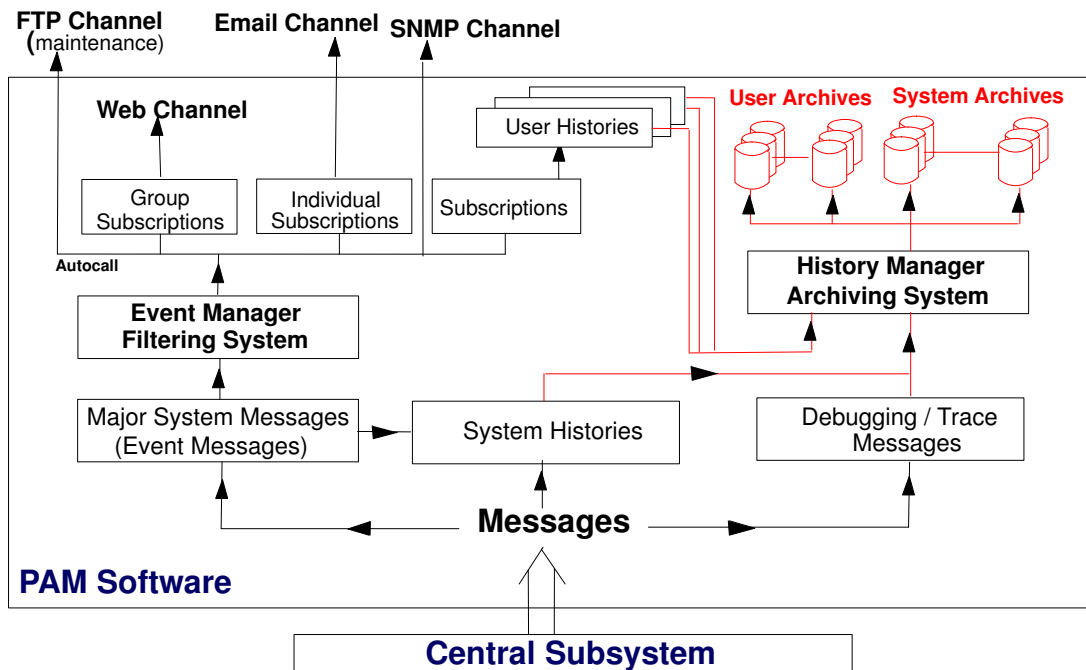 FTP Channel
(maintenance)
Email Channel
SNMP Channel
Web Channel
User Histories
User Archives
System Archives
Group
Subscriptions
Individual
Subscriptions
Subscriptions
Autocall
Event Manager
Filtering System
History Manager
Archiving System
Major System Messages
(Event Messages)
System Histories
Debugging / Trace
Messages
Messages
PAM Software
Central Subsystem